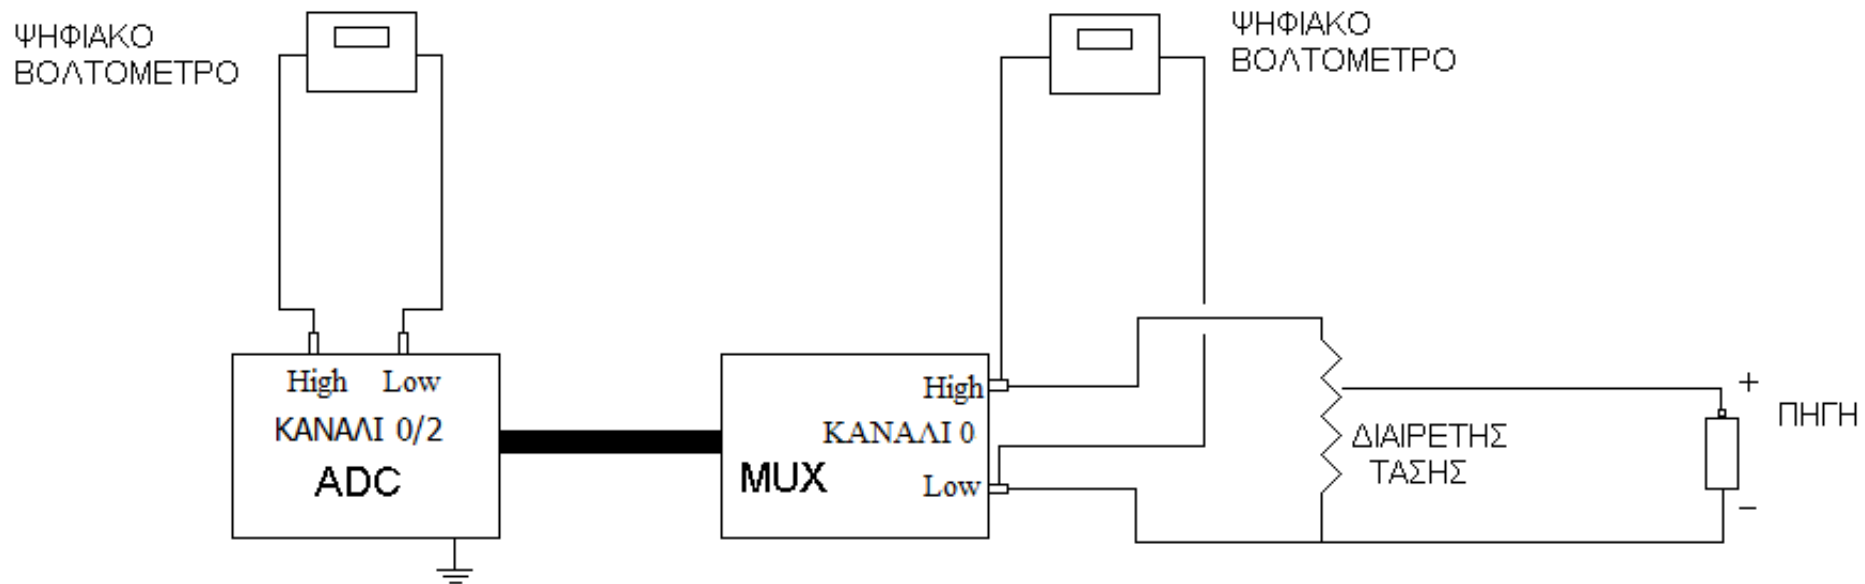 ΨΗΦΙΑΚΟ
ΒΟΛΤΟΜΕΤΡΟ
ΨΗΦΙΑΚΟ
ΒΟΛΤΟΜΕΤΡΟ
High Low
ΚΑΝΑΛΙ 0/2
ADC
High
ΚΑΝΑΛΙ 0
MUX
Low
ΔΙΑΙΡΕΤΗΣ
ΤΑΣΗΣ
+
ΠΗΓΗ
−